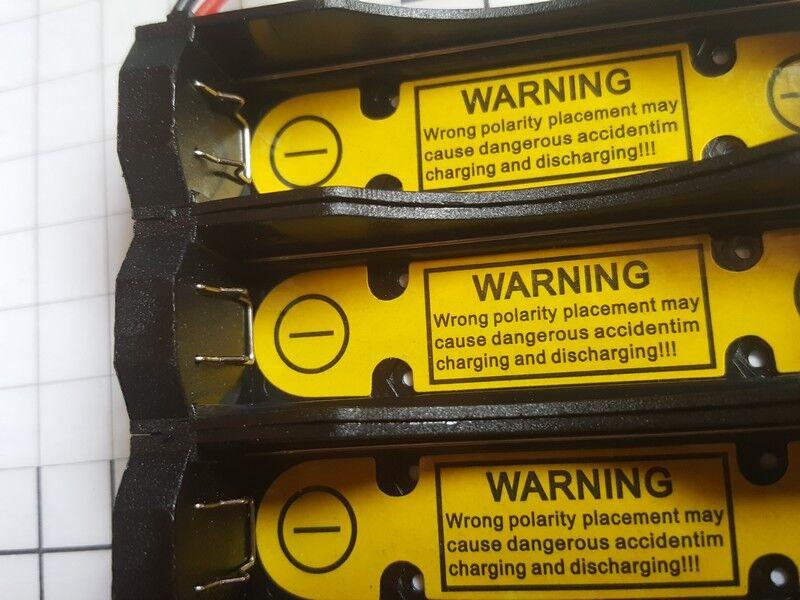 WARNING
Wrong polarity placement may
cause dangerous accidentim
charging and discharging!!!
WARNING
Wrong polarity placement may
cause dangerous accidentim
charging and discharging!!!
WARNING
Wrong polarity placement may
cause dangerous accidentim
charging and discharging!!!